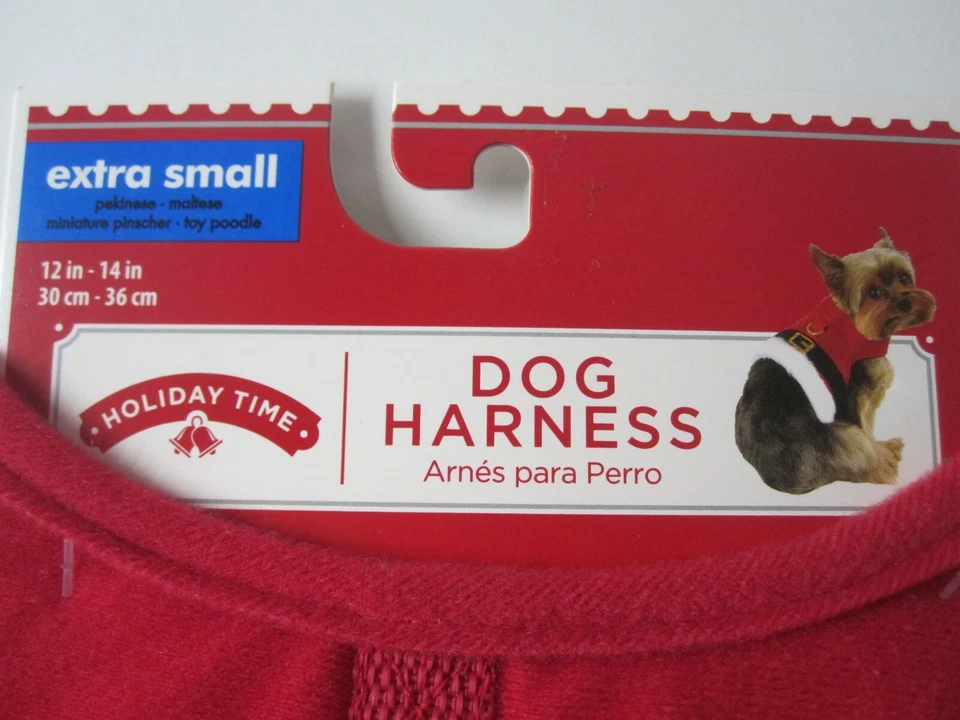 extra small
pekinese - maltese
miniature pinscher - toy poodle
12 in - 14 in
30 cm - 36 cm
HOLIDAY TIME
DOG
HARNESS
Arnés para Perro